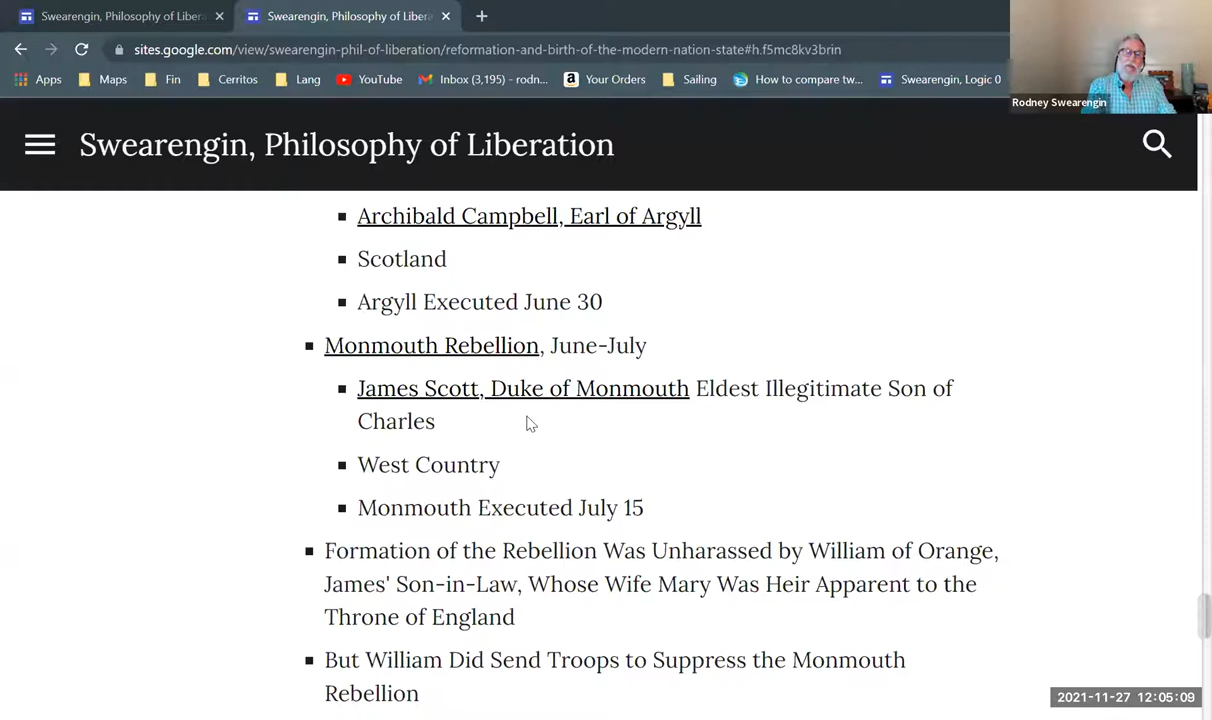 Swearengin, Philosophy of Libera
Swearengin, Philosophy of Libera
sites.google.com/view/swearengin-phil-of-liberation/reformation-and-birth-of-the-modern-nation-state#h.f5mc8kv3brin
Apps Maps Fin Cerritos Lang YouTube Inbox (3,195) - rodn... Your Orders Sailing How to compare tw... Swearengin, Logic 0
Rodney Swearengin
Swearengin, Philosophy of Liberation
Archibald Campbell, Earl of Argyll
Scotland
Argyll Executed June 30
Monmouth Rebellion, June-July
James Scott, Duke of Monmouth Eldest Illegitimate Son of
Charles
West Country
Monmouth Executed July 15
Formation of the Rebellion Was Unharassed by William of Orange,
James' Son-in-Law, Whose Wife Mary Was Heir Apparent to the
Throne of England
But William Did Send Troops to Suppress the Monmouth
Rebellion
2021-11-27 12:05:09